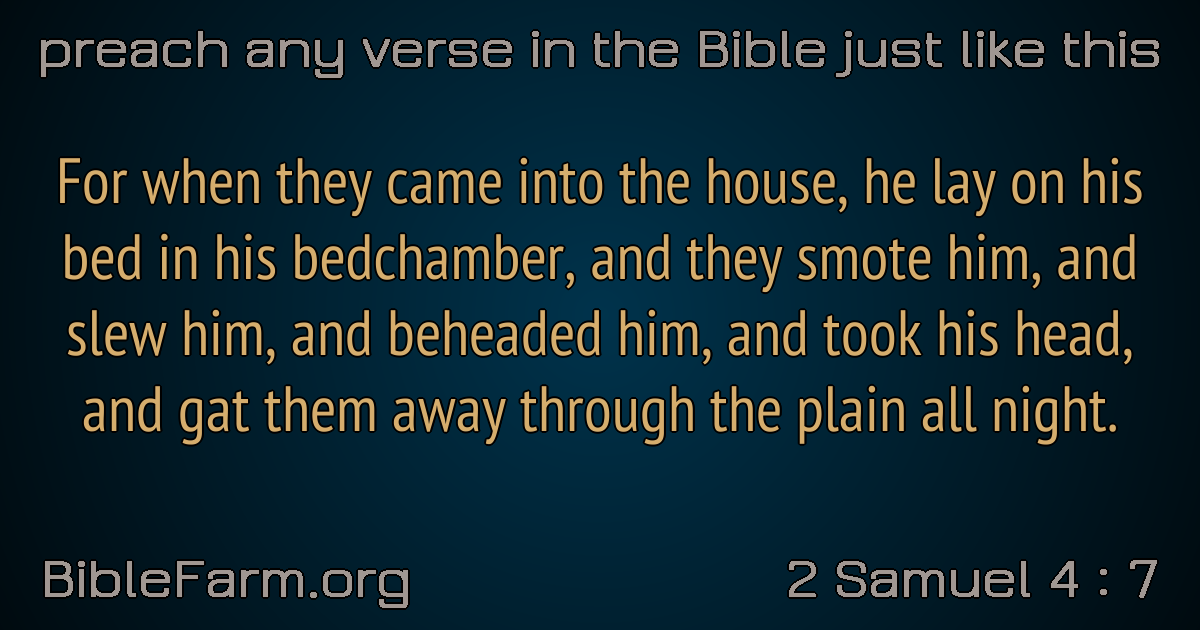 preach any verse in the Bible just like this
For when they came into the house, he lay on his
bed in his bedchamber, and they smote him, and
slew him, and beheaded him, and took his head,
and gat them away through the plain all night.
BibleFarm.org
2 Samuel 4 : 7